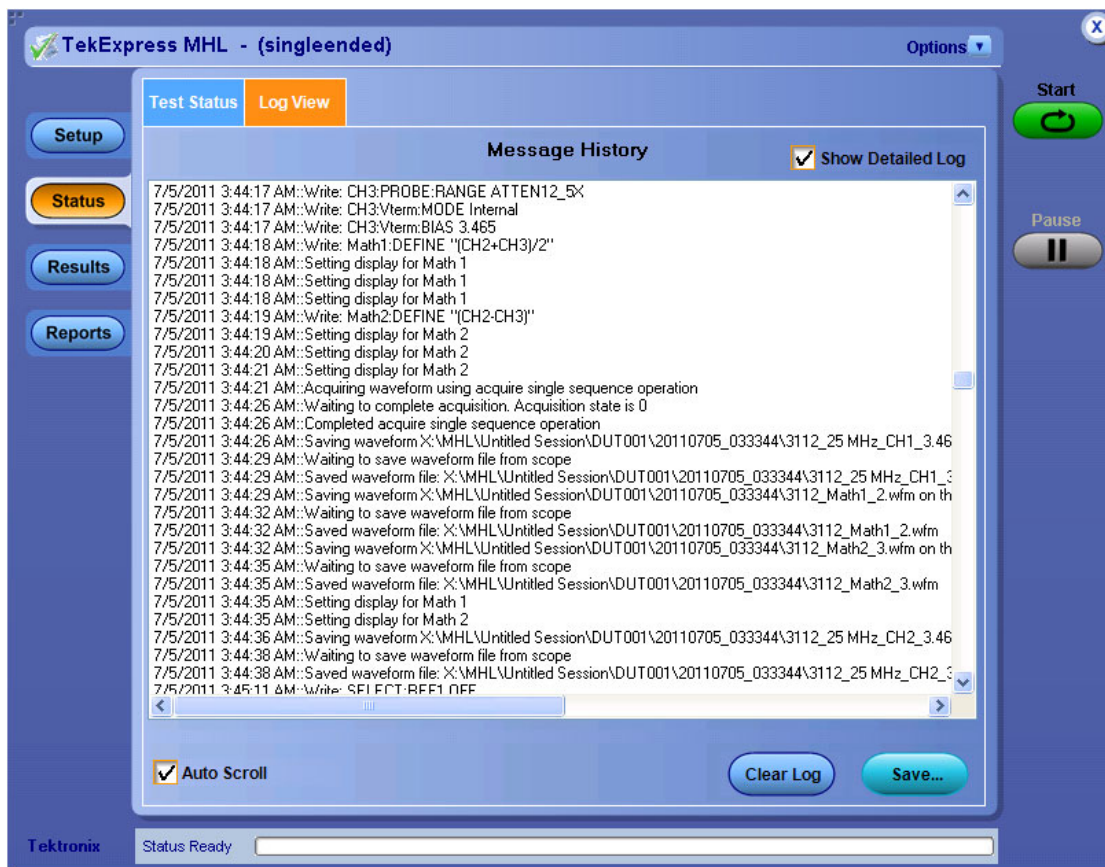 TekExpress MHL - (singleended)
Options
X
Test Status
Log View
Start
Setup
Message History
Show Detailed Log
Status
Pause
Results
Reports
7/5/2011 3:44:17 AM::Write: CH3:PROBE:RANGE ATTEN12_5X
7/5/2011 3:44:17 AM::Write: CH3:Vterm:MODE Internal
7/5/2011 3:44:17 AM::Write: CH3:Vterm:BIAS 3.465
7/5/2011 3:44:18 AM::Write: Math1:DEFINE "(CH2+CH3)/2"
7/5/2011 3:44:18 AM::Setting display for Math 1
7/5/2011 3:44:18 AM::Setting display for Math 1
7/5/2011 3:44:18 AM::Setting display for Math 1
7/5/2011 3:44:19 AM::Write: Math2:DEFINE "(CH2-CH3)"
7/5/2011 3:44:19 AM::Setting display for Math 2
7/5/2011 3:44:20 AM::Setting display for Math 2
7/5/2011 3:44:21 AM::Setting display for Math 2
7/5/2011 3:44:21 AM::Acquiring waveform using acquire single sequence operation
7/5/2011 3:44:26 AM::Waiting to complete acquisition. Acquisition state is 0
7/5/2011 3:44:26 AM::Completed acquire single sequence operation
7/5/2011 3:44:26 AM::Saving waveform X:\MHL\Untitled Session\DUT001\20110705_033344\3112_25 MHz_CH1_3.46
7/5/2011 3:44:29 AM::Waiting to save waveform file from scope
7/5/2011 3:44:29 AM::Saved waveform file: X:\MHL\Untitled Session\DUT001\20110705_033344\3112_25 MHz_CH1_3
7/5/2011 3:44:29 AM::Saving waveform X:\MHL\Untitled Session\DUT001\20110705_033344\3112_Math1_2.wfm on th
7/5/2011 3:44:32 AM::Waiting to save waveform file from scope
7/5/2011 3:44:32 AM::Saved waveform file: X:\MHL\Untitled Session\DUT001\20110705_033344\3112_Math1_2.wfm
7/5/2011 3:44:32 AM::Saving waveform X:\MHL\Untitled Session\DUT001\20110705_033344\3112_Math2_3.wfm on th
7/5/2011 3:44:35 AM::Waiting to save waveform file from scope
7/5/2011 3:44:35 AM::Saved waveform file: X:\MHL\Untitled Session\DUT001\20110705_033344\3112_Math2_3.wfm
7/5/2011 3:44:35 AM::Setting display for Math 1
7/5/2011 3:44:35 AM::Setting display for Math 2
7/5/2011 3:44:36 AM::Saving waveform X:\MHL\Untitled Session\DUT001\20110705_033344\3112_25 MHz_CH2_3.46
7/5/2011 3:44:38 AM::Waiting to save waveform file from scope
7/5/2011 3:44:38 AM::Saved waveform file: X:\MHL\Untitled Session\DUT001\20110705_033344\3112_25 MHz_CH2_3
7/5/2011 3:45:11 AM::Write: SELECT:REF1 OFF
Auto Scroll
Clear Log
Save...
Tektronix
Status Ready